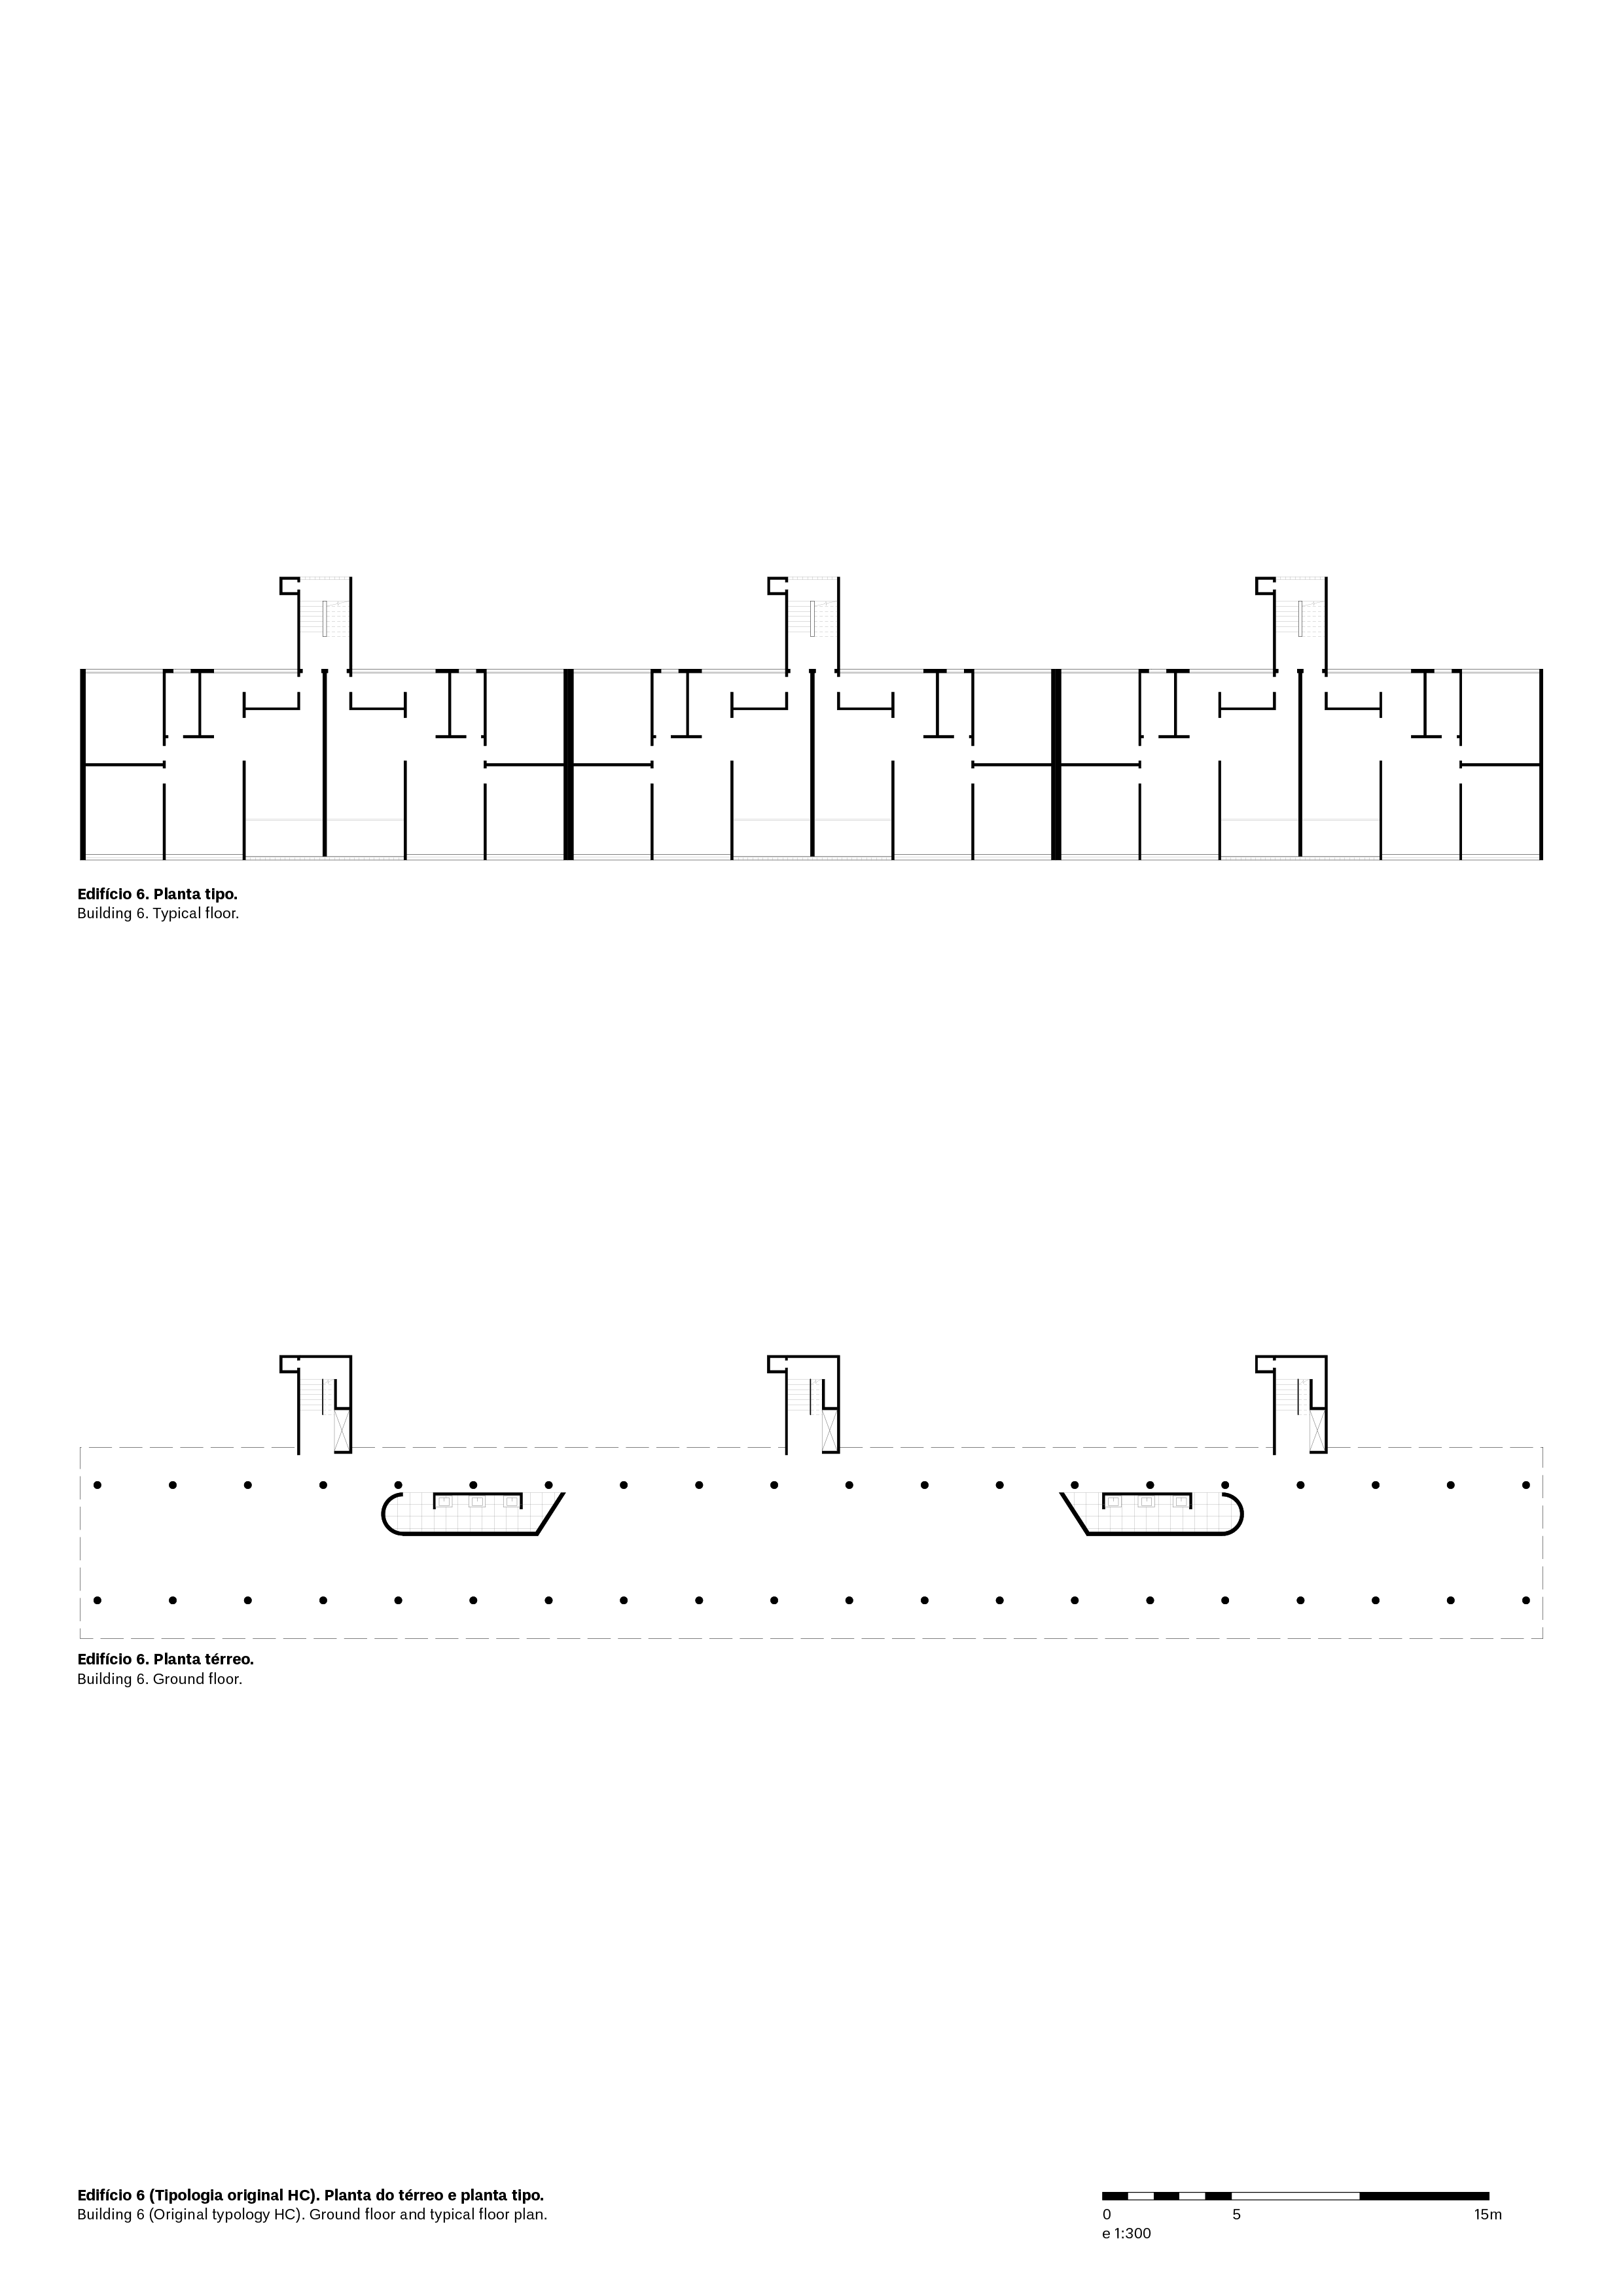 Edifício 6. Planta tipo.
Building 6. Typical floor.
Edifício 6. Planta térreo.
Building 6. Ground floor.
Edifício 6 (Tipologia original HC). Planta do térreo e planta tipo.
Building 6 (Original typology HC). Ground floor and typical floor plan.
0 5 15m
e 1:300